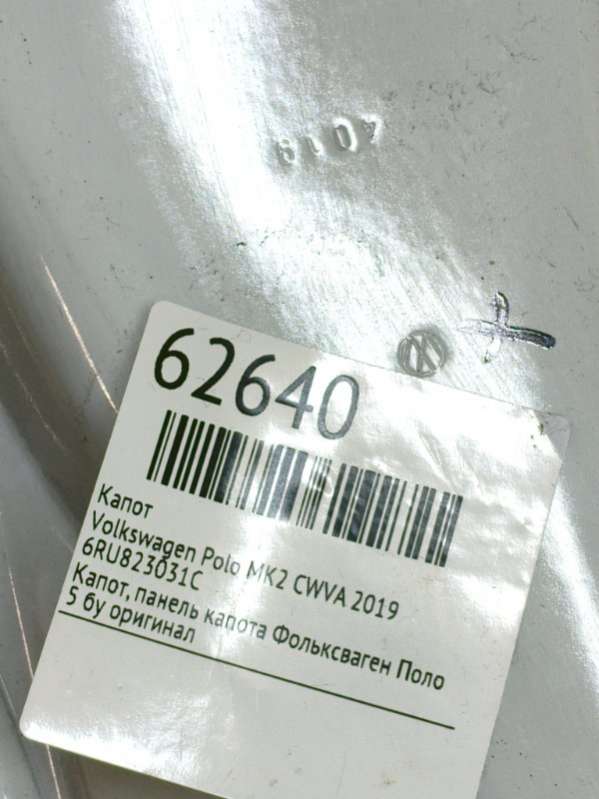 62640
Капот
Volkswagen Polo MK2 CWVA 2019
6RU823031C
Капот, панель капота Фольксваген Поло
5 бу оригинал